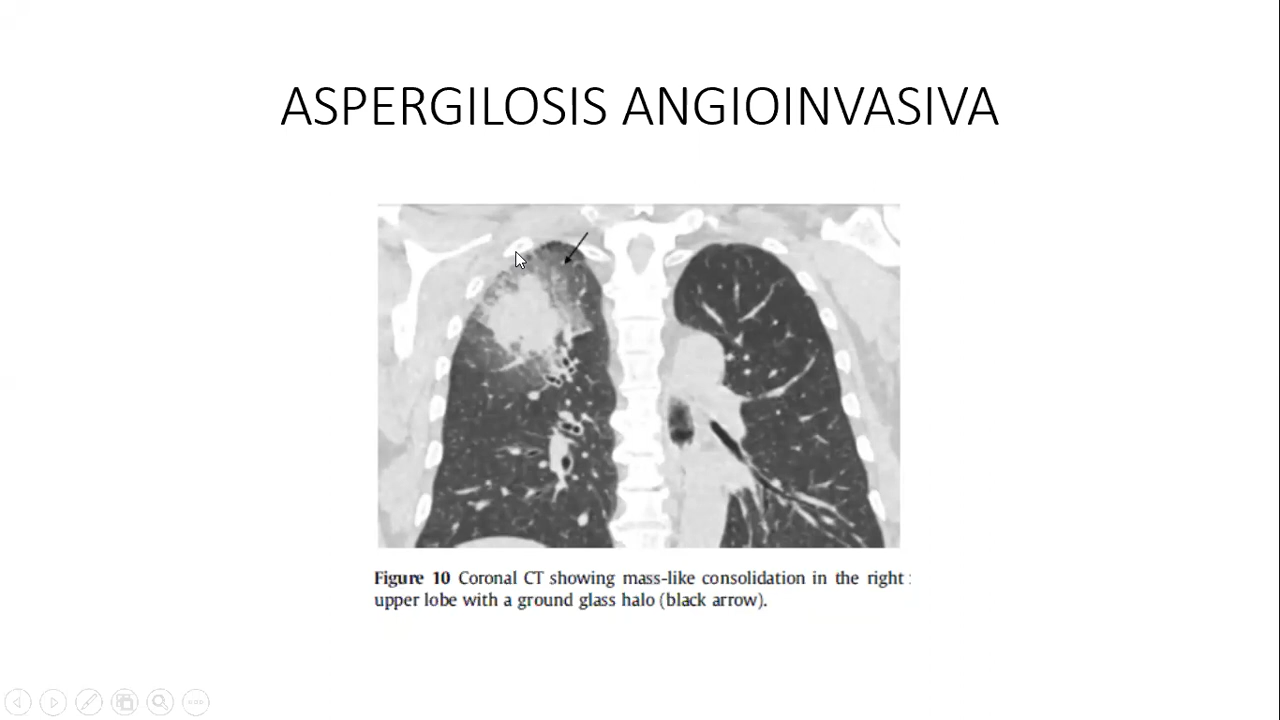 ASPERGILOSIS ANGIOINVASIVA
Figure 10 Coronal CT showing mass-like consolidation in the right :
upper lobe with a ground glass halo (black arrow).